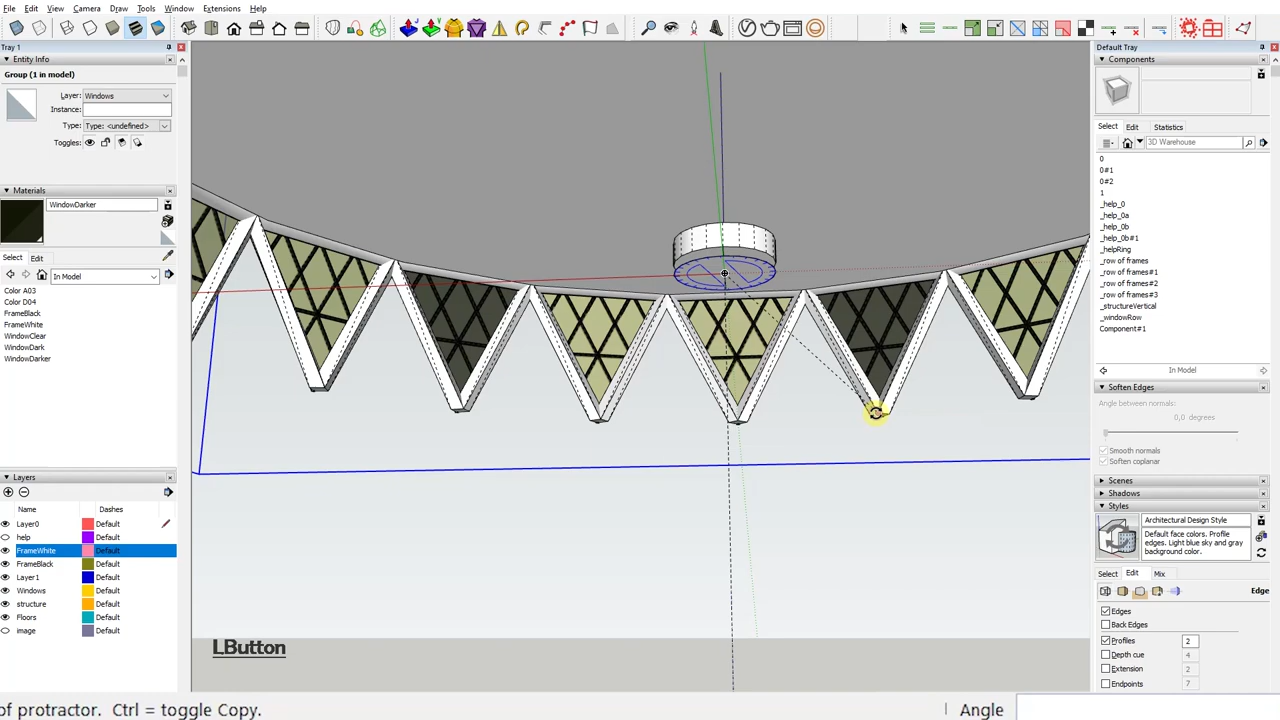 File Edit View Camera Draw Tools Window Extensions Help
Tray 1
Entity Info
Group (1 in model)
Layer: Windows
Instance:
Type: Type: <undefined>
Toggles:
Materials
WindowDarker
Select Edit
In Model
Color A03
Color D04
FrameBlack
FrameWhite
WindowClear
WindowDark
WindowDarker
Layers
Name Dashes
Layer0 Default
help Default
FrameWhite Default
FrameBlack Default
Layer1 Default
Windows Default
structure Default
Floors Default
image Default
LButton
of protractor. Ctrl = toggle Copy.
Angle
Default Tray
Components
Select Edit Statistics
3D Warehouse
0
0#1
0#2
1
_help_0
_help_0a
_help_0b
_help_0b#1
_helpRing
_row of frames
_row of frames#1
_row of frames#2
_row of frames#3
_structureVertical
_windowRow
Component#1
In Model
Soften Edges
Angle between normals:
0,0 degrees
Smooth normals
Soften coplanar
Scenes
Shadows
Styles
Architectural Design Style
Default face colors. Profile
edges. Light blue sky and gray
background color.
Select Edit Mix
Edge
Edges
Back Edges
Profiles 2
Depth cue 4
Extension 2
Endpoints 7